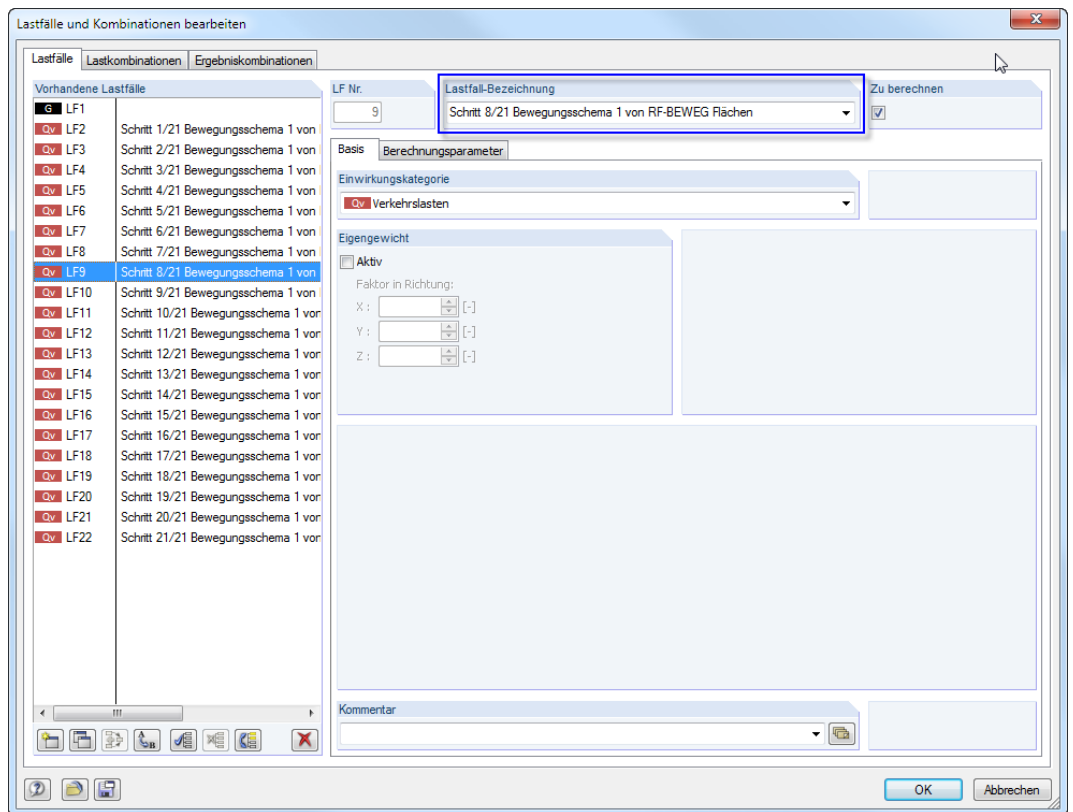 Lastfälle und Kombinationen bearbeiten
Lastfälle Lastkombinationen Ergebniskombinationen
Vorhandene Lastfälle
G LF1
Qv LF2 Schritt 1/21 Bewegungsschema 1 von
Qv LF3 Schritt 2/21 Bewegungsschema 1 von
Qv LF4 Schritt 3/21 Bewegungsschema 1 von
Qv LF5 Schritt 4/21 Bewegungsschema 1 von
Qv LF6 Schritt 5/21 Bewegungsschema 1 von
Qv LF7 Schritt 6/21 Bewegungsschema 1 von
Qv LF8 Schritt 7/21 Bewegungsschema 1 von
Qv LF9 Schritt 8/21 Bewegungsschema 1 von
Qv LF10 Schritt 9/21 Bewegungsschema 1 von
Qv LF11 Schritt 10/21 Bewegungsschema 1 von
Qv LF12 Schritt 11/21 Bewegungsschema 1 von
Qv LF13 Schritt 12/21 Bewegungsschema 1 von
Qv LF14 Schritt 13/21 Bewegungsschema 1 von
Qv LF15 Schritt 14/21 Bewegungsschema 1 von
Qv LF16 Schritt 15/21 Bewegungsschema 1 von
Qv LF17 Schritt 16/21 Bewegungsschema 1 von
Qv LF18 Schritt 17/21 Bewegungsschema 1 von
Qv LF19 Schritt 18/21 Bewegungsschema 1 von
Qv LF20 Schritt 19/21 Bewegungsschema 1 von
Qv LF21 Schritt 20/21 Bewegungsschema 1 von
Qv LF22 Schritt 21/21 Bewegungsschema 1 von
LF Nr.
9
Lastfall-Bezeichnung
Schritt 8/21 Bewegungsschema 1 von RF-BEWEG Flächen
Zu berechnen
Basis Berechnungsparameter
Einwirkungskategorie
Qv Verkehrslasten
Eigengewicht
Aktiv
Faktor in Richtung:
X : [-]
Y : [-]
Z : [-]
Kommentar
OK Abbrechen